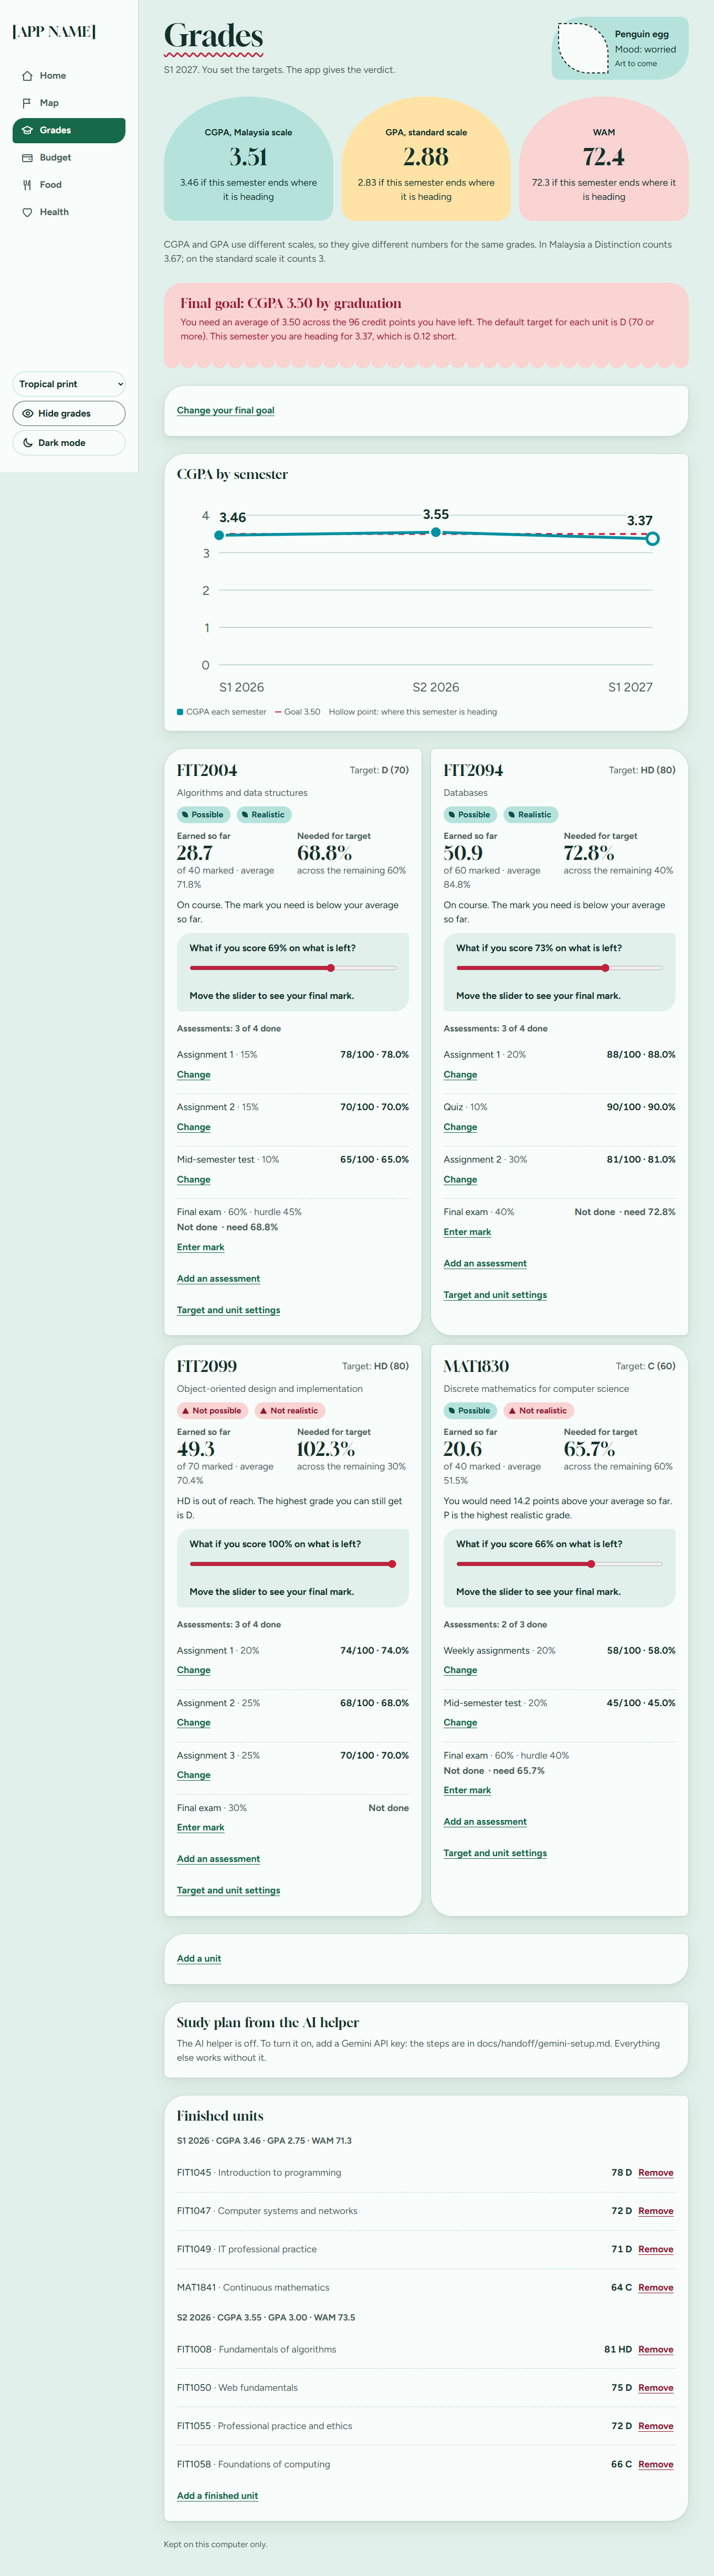 [APP NAME]
Home
Map
Grades
Budget
Food
Health
Tropical print
Hide grades
Dark mode
Grades
S1 2027. You set the targets. The app gives the verdict.
Penguin egg
Mood: worried
Art to come
CGPA, Malaysia scale
3.51
3.46 if this semester ends where
it is heading
GPA, standard scale
2.88
2.83 if this semester ends where
it is heading
WAM
72.4
72.3 if this semester ends where it
is heading
CGPA and GPA use different scales, so they give different numbers for the same grades. In Malaysia a Distinction counts
3.67; on the standard scale it counts 3.
Final goal: CGPA 3.50 by graduation
You need an average of 3.50 across the 96 credit points you have left. The default target for each unit is D (70 or
more). This semester you are heading for 3.37, which is 0.12 short.
Change your final goal
CGPA by semester
4
3
2
1
0
3.46
3.55
3.37
S1 2026
S2 2026
S1 2027
CGPA each semester
Goal 3.50
Hollow point: where this semester is heading
FIT2004
Target: D (70)
Algorithms and data structures
Possible
Realistic
Earned so far
28.7
of 40 marked · average
71.8%
Needed for target
68.8%
across the remaining 60%
On course. The mark you need is below your average
so far.
What if you score 69% on what is left?
Move the slider to see your final mark.
Assessments: 3 of 4 done
Assignment 1 · 15% 78/100 · 78.0%
Change
Assignment 2 · 15% 70/100 · 70.0%
Change
Mid-semester test · 10% 65/100 · 65.0%
Change
Final exam · 60% · hurdle 45%
Not done · need 68.8%
Enter mark
Add an assessment
Target and unit settings
FIT2094
Target: HD (80)
Databases
Possible
Realistic
Earned so far
50.9
of 60 marked · average
84.8%
Needed for target
72.8%
across the remaining 40%
On course. The mark you need is below your average
so far.
What if you score 73% on what is left?
Move the slider to see your final mark.
Assessments: 3 of 4 done
Assignment 1 · 20% 88/100 · 88.0%
Change
Quiz · 10% 90/100 · 90.0%
Change
Assignment 2 · 30% 81/100 · 81.0%
Change
Final exam · 40% Not done · need 72.8%
Enter mark
Add an assessment
Target and unit settings
FIT2099
Target: HD (80)
Object-oriented design and implementation
Not possible
Not realistic
Earned so far
49.3
of 70 marked · average
70.4%
Needed for target
102.3%
across the remaining 30%
HD is out of reach. The highest grade you can still get
is D.
What if you score 100% on what is left?
Move the slider to see your final mark.
Assessments: 3 of 4 done
Assignment 1 · 20% 74/100 · 74.0%
Change
Assignment 2 · 25% 68/100 · 68.0%
Change
Assignment 3 · 25% 70/100 · 70.0%
Change
Final exam · 30% Not done
Enter mark
Add an assessment
Target and unit settings
MAT1830
Target: C (60)
Discrete mathematics for computer science
Possible
Not realistic
Earned so far
20.6
of 40 marked · average
51.5%
Needed for target
65.7%
across the remaining 60%
You would need 14.2 points above your average so far.
P is the highest realistic grade.
What if you score 66% on what is left?
Move the slider to see your final mark.
Assessments: 2 of 3 done
Weekly assignments · 20% 58/100 · 58.0%
Change
Mid-semester test · 20% 45/100 · 45.0%
Change
Final exam · 60% · hurdle 40%
Not done · need 65.7%
Enter mark
Add an assessment
Target and unit settings
Add a unit
Study plan from the AI helper
The AI helper is off. To turn it on, add a Gemini API key: the steps are in docs/handoff/gemini-setup.md. Everything
else works without it.
Finished units
S1 2026 · CGPA 3.46 · GPA 2.75 · WAM 71.3
FIT1045 · Introduction to programming 78 D Remove
FIT1047 · Computer systems and networks 72 D Remove
FIT1049 · IT professional practice 71 D Remove
MAT1841 · Continuous mathematics 64 C Remove
S2 2026 · CGPA 3.55 · GPA 3.00 · WAM 73.5
FIT1008 · Fundamentals of algorithms 81 HD Remove
FIT1050 · Web fundamentals 75 D Remove
FIT1055 · Professional practice and ethics 72 D Remove
FIT1058 · Foundations of computing 66 C Remove
Add a finished unit
Kept on this computer only.